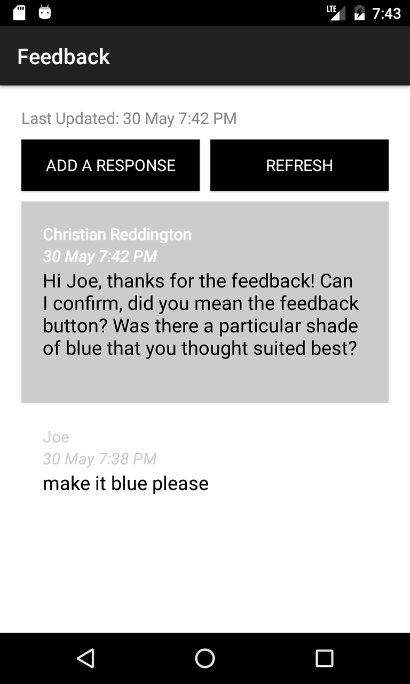 LTE 7:43
Feedback
Last Updated: 30 May 7:42 PM
ADD A RESPONSE REFRESH
Christian Reddington
30 May 7:42 PM
Hi Joe, thanks for the feedback! Can
I confirm, did you mean the feedback
button? Was there a particular shade
of blue that you thought suited best?
Joe
30 May 7:38 PM
make it blue please